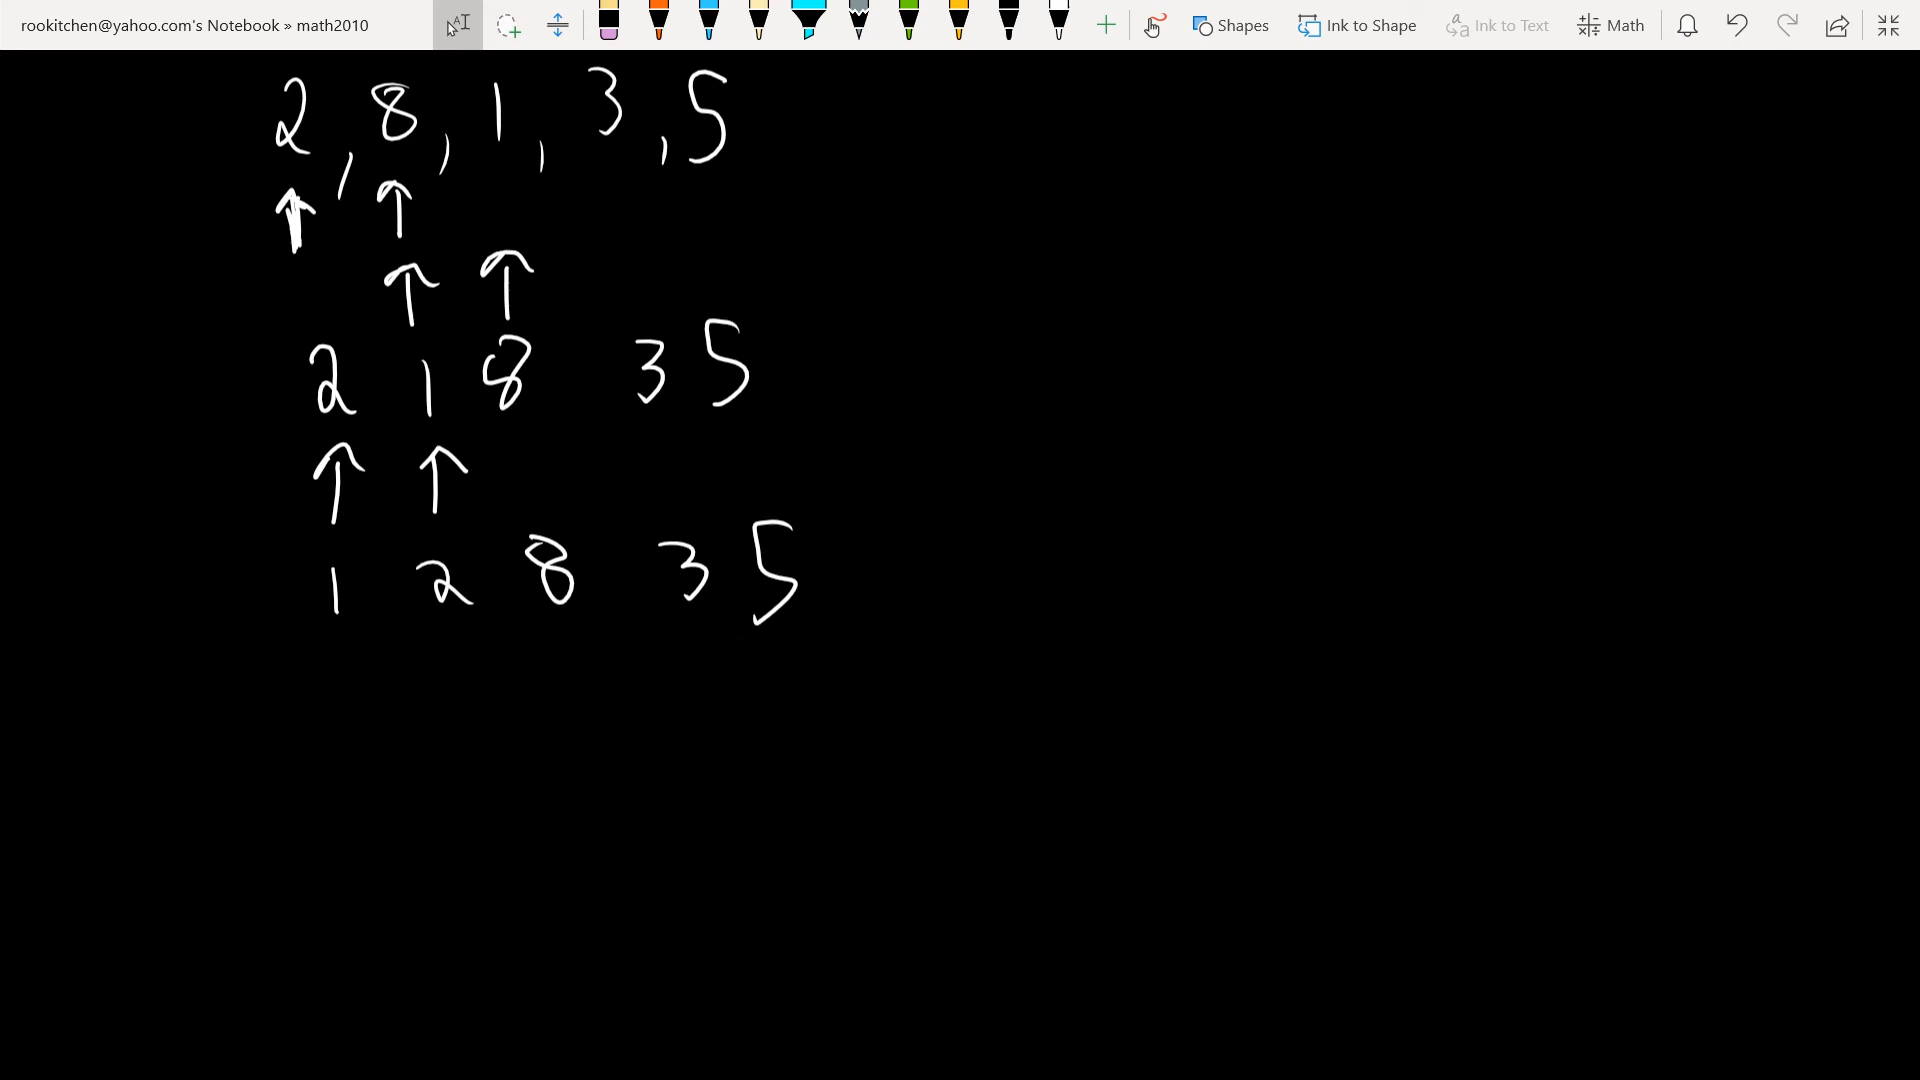 rookitchen@yahoo.com's Notebook » math2010 Shapes Ink to Shape Ink to Text Math
2, 8, 1, 3, 5
2 1 8 3 5
1 2 8 3 5